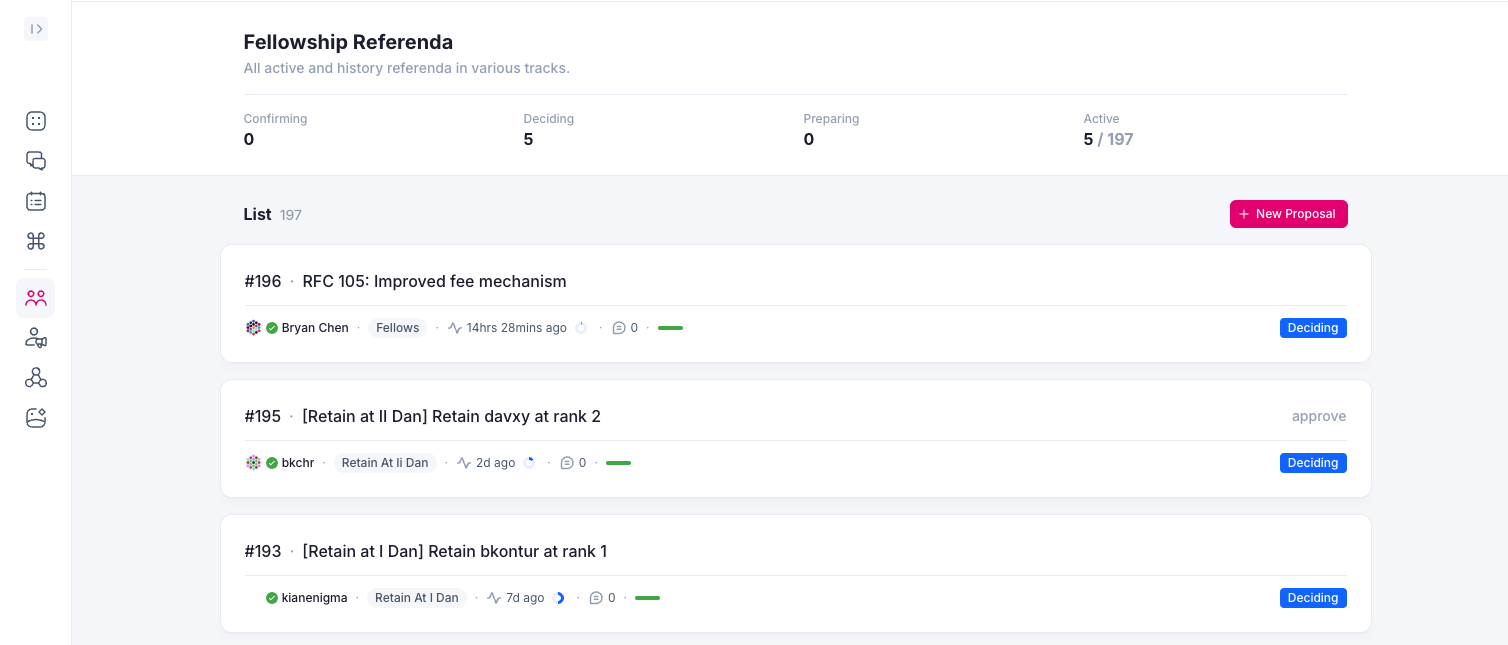 Fellowship Referenda
All active and history referenda in various tracks.
Confirming Deciding Preparing Active
0 5 0 5 / 197
List 197 + New Proposal
#196 · RFC 105: Improved fee mechanism
Bryan Chen · Fellows · 14hrs 28mins ago · 0 · Deciding
#195 · [Retain at II Dan] Retain davxy at rank 2 approve
bkchr · Retain At Ii Dan · 2d ago · 0 · Deciding
#193 · [Retain at I Dan] Retain bkontur at rank 1
kianenigma · Retain At I Dan · 7d ago · 0 · Deciding